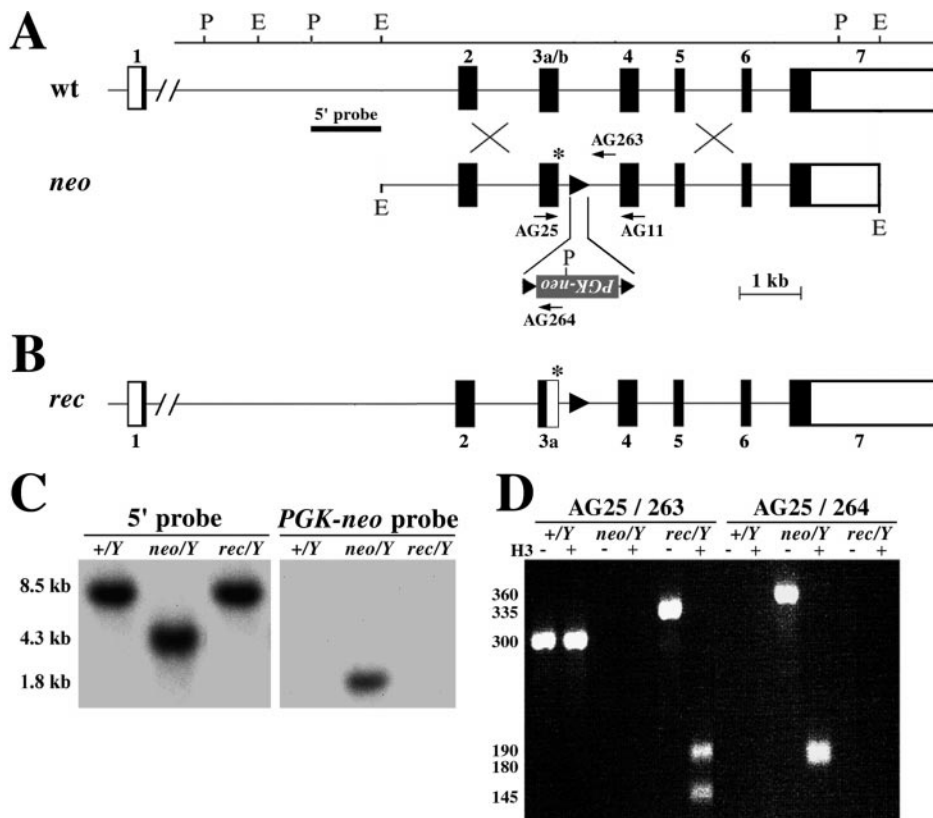 A
P E P E P E
1 2 3a/b 4 5 6 7
wt
5' probe
AG263
*
neo
E E
AG25 AG11
P
PGK-neo
1 kb
AG264
B
*
rec
1 2 3a 4 5 6 7
C
5' probe PGK-neo probe
+/Y neo/Y rec/Y +/Y neo/Y rec/Y
8.5 kb
4.3 kb
1.8 kb
D
AG25 / 263 AG25 / 264
+/Y neo/Y rec/Y +/Y neo/Y rec/Y
H3 - + - + - + - + - + - +
360
335
300
190
180
145